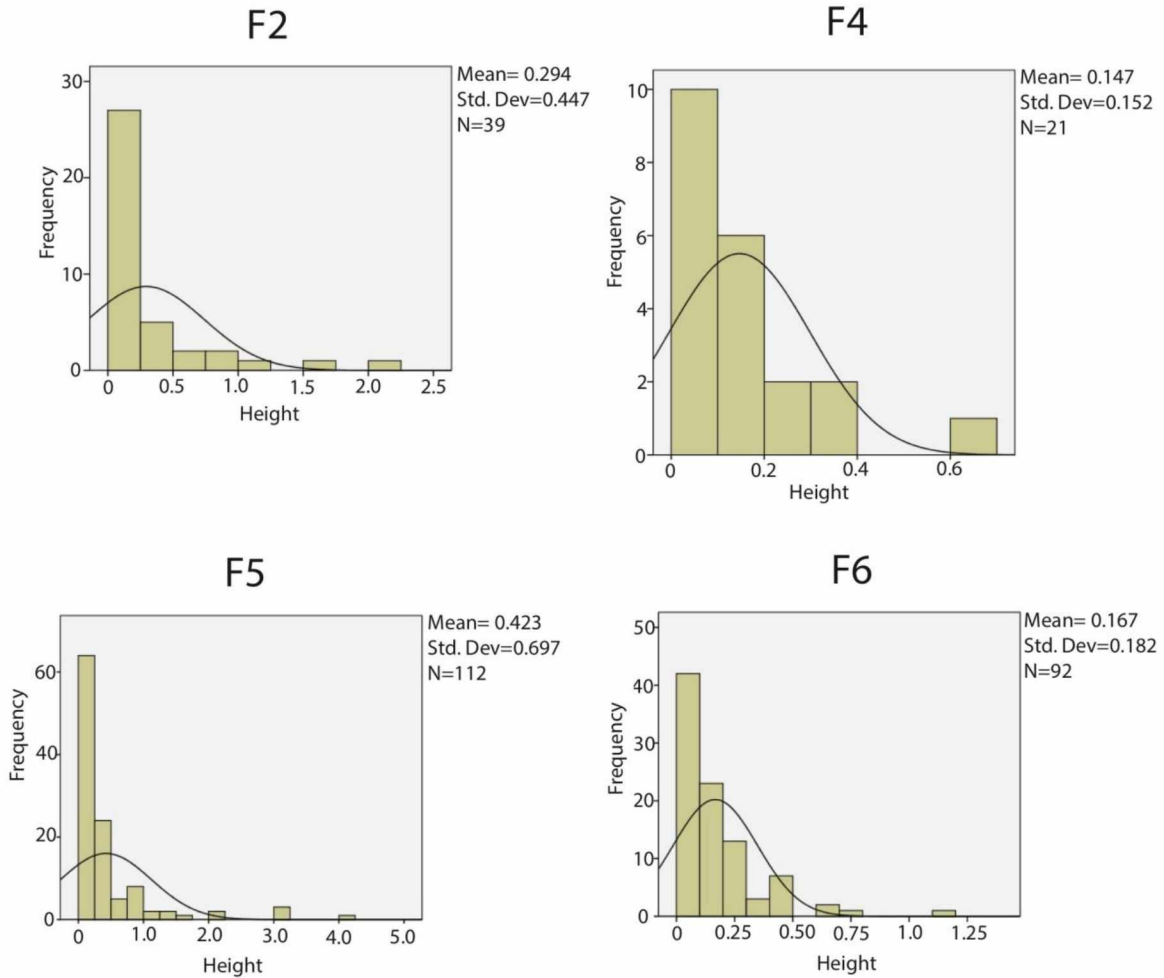 F2
Mean= 0.294
Std. Dev=0.447
N=39
Frequency
30
20
10
0
0 0.5 1.0 1.5 2.0 2.5
Height
F4
Mean= 0.147
Std. Dev=0.152
N=21
Frequency
10
8
6
4
2
0
0 0.2 0.4 0.6
Height
F5
Mean= 0.423
Std. Dev=0.697
N=112
Frequency
60
40
20
0
0 1.0 2.0 3.0 4.0 5.0
Height
F6
Mean= 0.167
Std. Dev=0.182
N=92
Frequency
50
40
30
20
10
0
0 0.25 0.50 0.75 1.0 1.25
Height